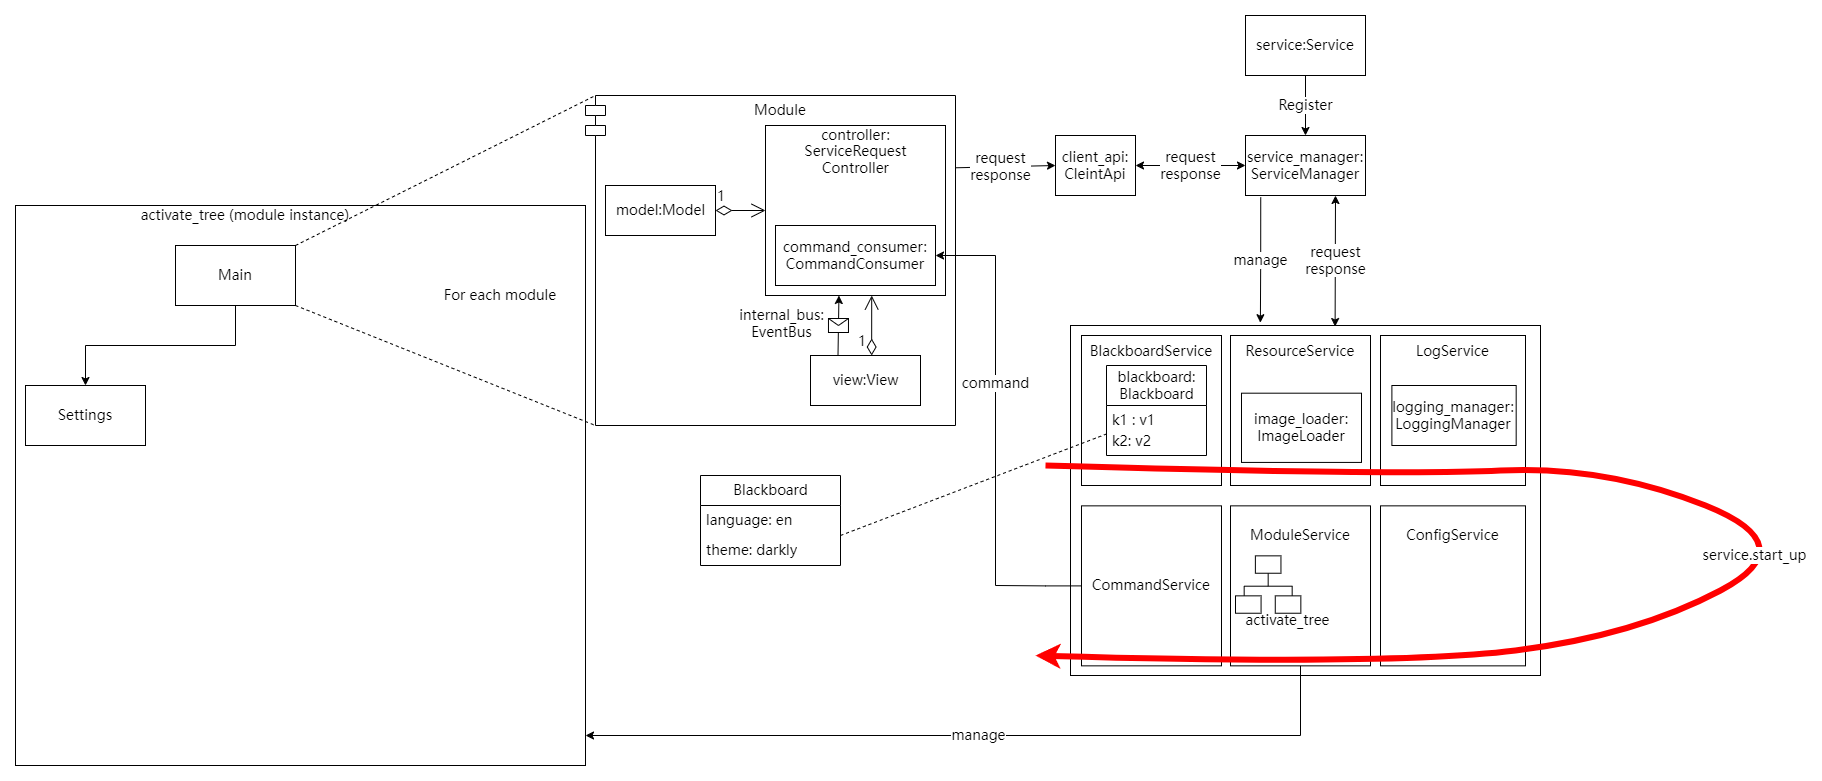 service:Service
Register
Module
controller:
ServiceRequest
Controller
model:Model
1
command_consumer:
CommandConsumer
internal_bus:
EventBus
1
view:View
request
response
client_api:
CleintApi
request
response
service_manager:
ServiceManager
manage
request
response
activate_tree (module instance)
Main
For each module
Settings
command
BlackboardService
blackboard:
Blackboard
k1 : v1
k2: v2
ResourceService
image_loader:
ImageLoader
LogService
logging_manager:
LoggingManager
Blackboard
language: en
theme: darkly
CommandService
ModuleService
activate_tree
ConfigService
service.start_up
manage